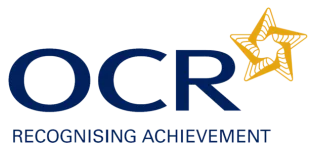 OCR
RECOGNISING ACHIEVEMENT